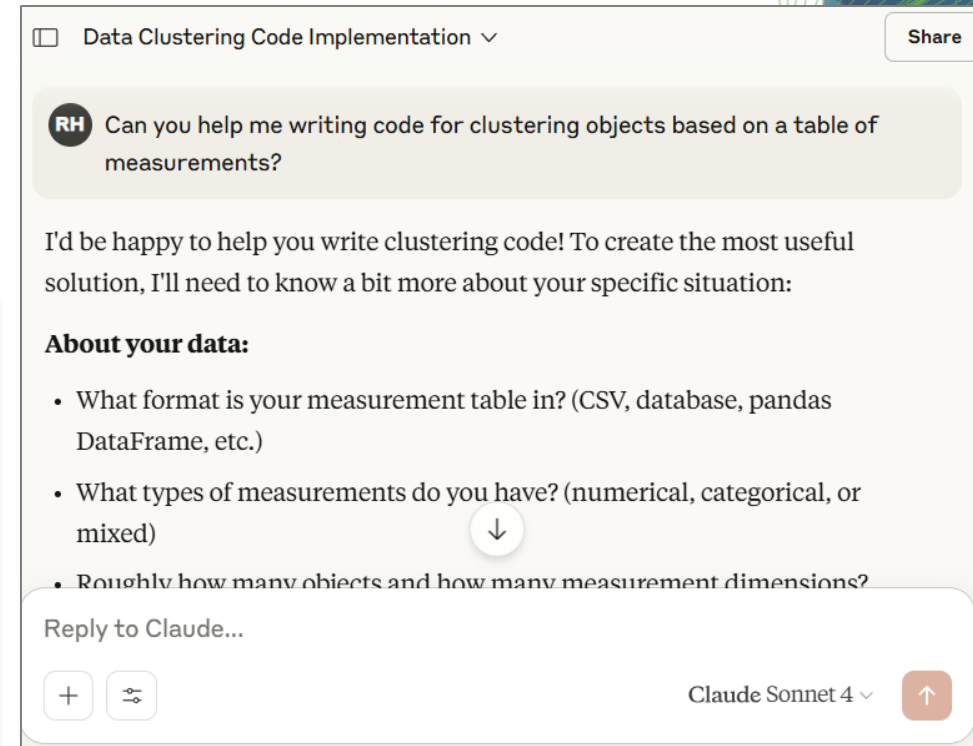 Data Clustering Code Implementation
Share
RH
Can you help me writing code for clustering objects based on a table of
measurements?
I'd be happy to help you write clustering code! To create the most useful
solution, I'll need to know a bit more about your specific situation:
About your data:
• What format is your measurement table in? (CSV, database, pandas
DataFrame, etc.)
• What types of measurements do you have? (numerical, categorical, or
mixed)
• Roughly how many objects and how many measurement dimensions?
Reply to Claude...
Claude Sonnet 4